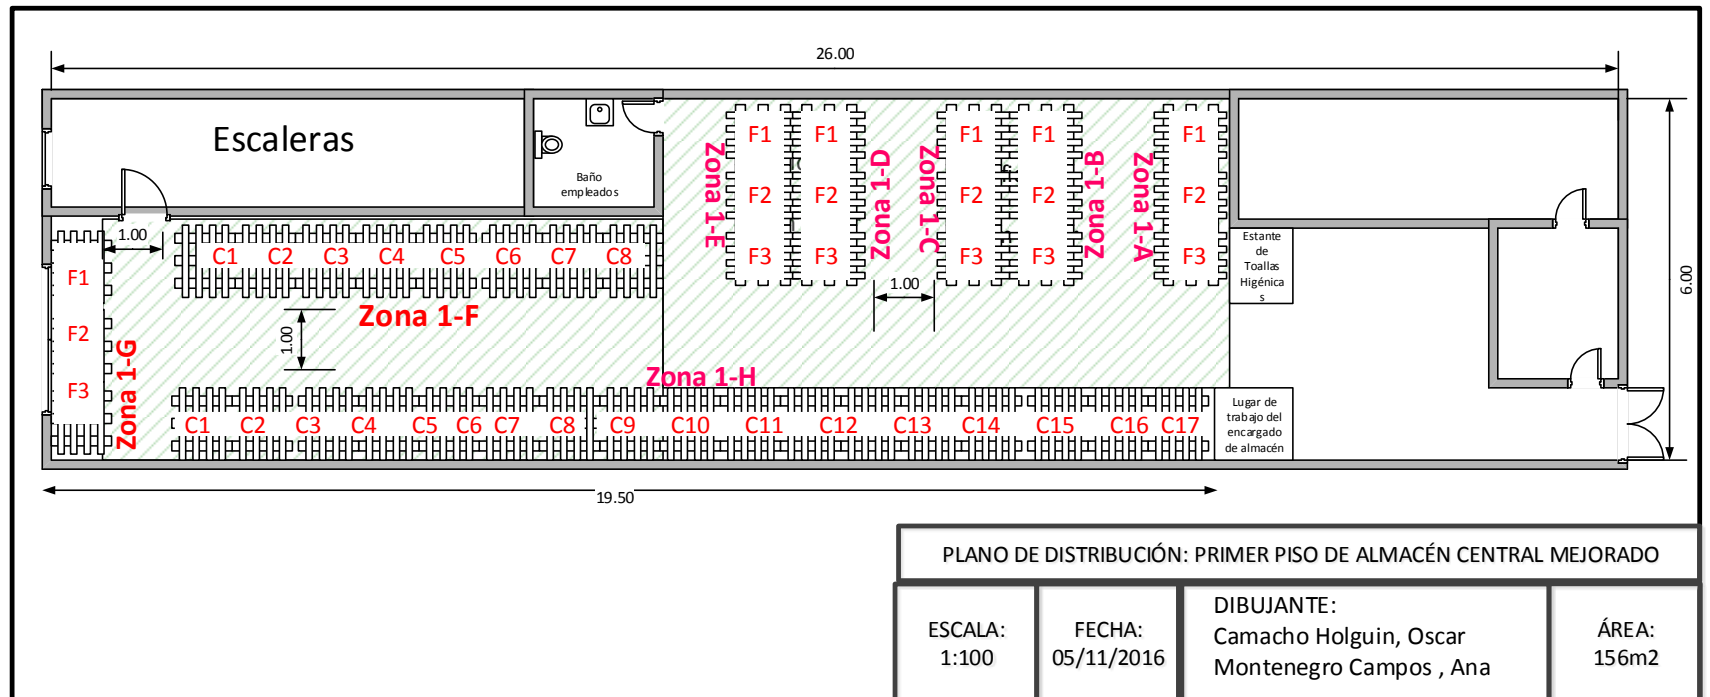 26.00
Escaleras
Baño
empleados
F1 F1 F1 F1 F1
F2 F2 F2 F2 F2
F3 F3 F3 F3 F3
Zona 1-E
Zona 1-D
Zona 1-C
Zona 1-B
Zona 1-A
1.00
6.00
Estante
de
Toallas
Higénica
s
1.00
C1 C2 C3 C4 C5 C6 C7 C8
Zona 1-F
1.00
F1
F2
F3
Zona 1-G
Zona 1-H
C1 C2 C3 C4 C5 C6 C7 C8 C9 C10 C11 C12 C13 C14 C15 C16 C17
Lugar de
trabajo del
encargado
de almacén
19.50
PLANO DE DISTRIBUCIÓN: PRIMER PISO DE ALMACÉN CENTRAL MEJORADO
ESCALA:
1:100
FECHA:
05/11/2016
DIBUJANTE:
Camacho Holguin, Oscar
Montenegro Campos , Ana
ÁREA:
156m2